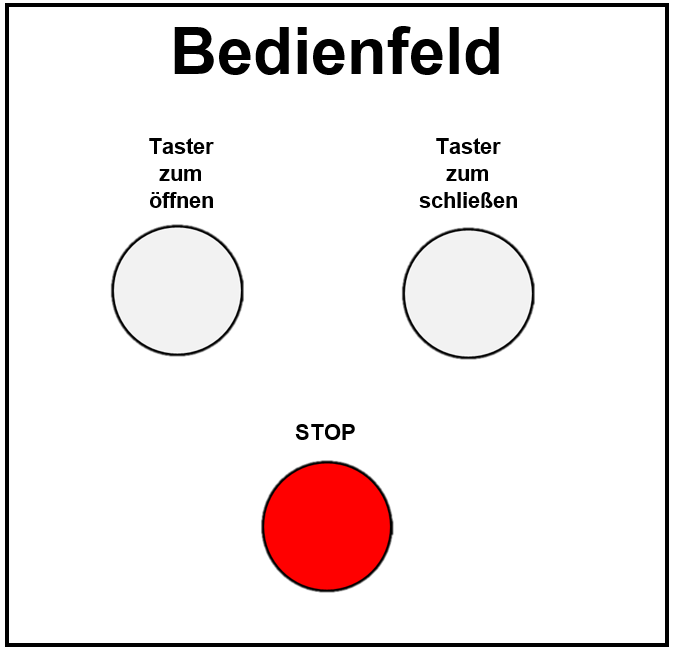 Bedienfeld
Taster
zum
öffnen
Taster
zum
schließen
STOP